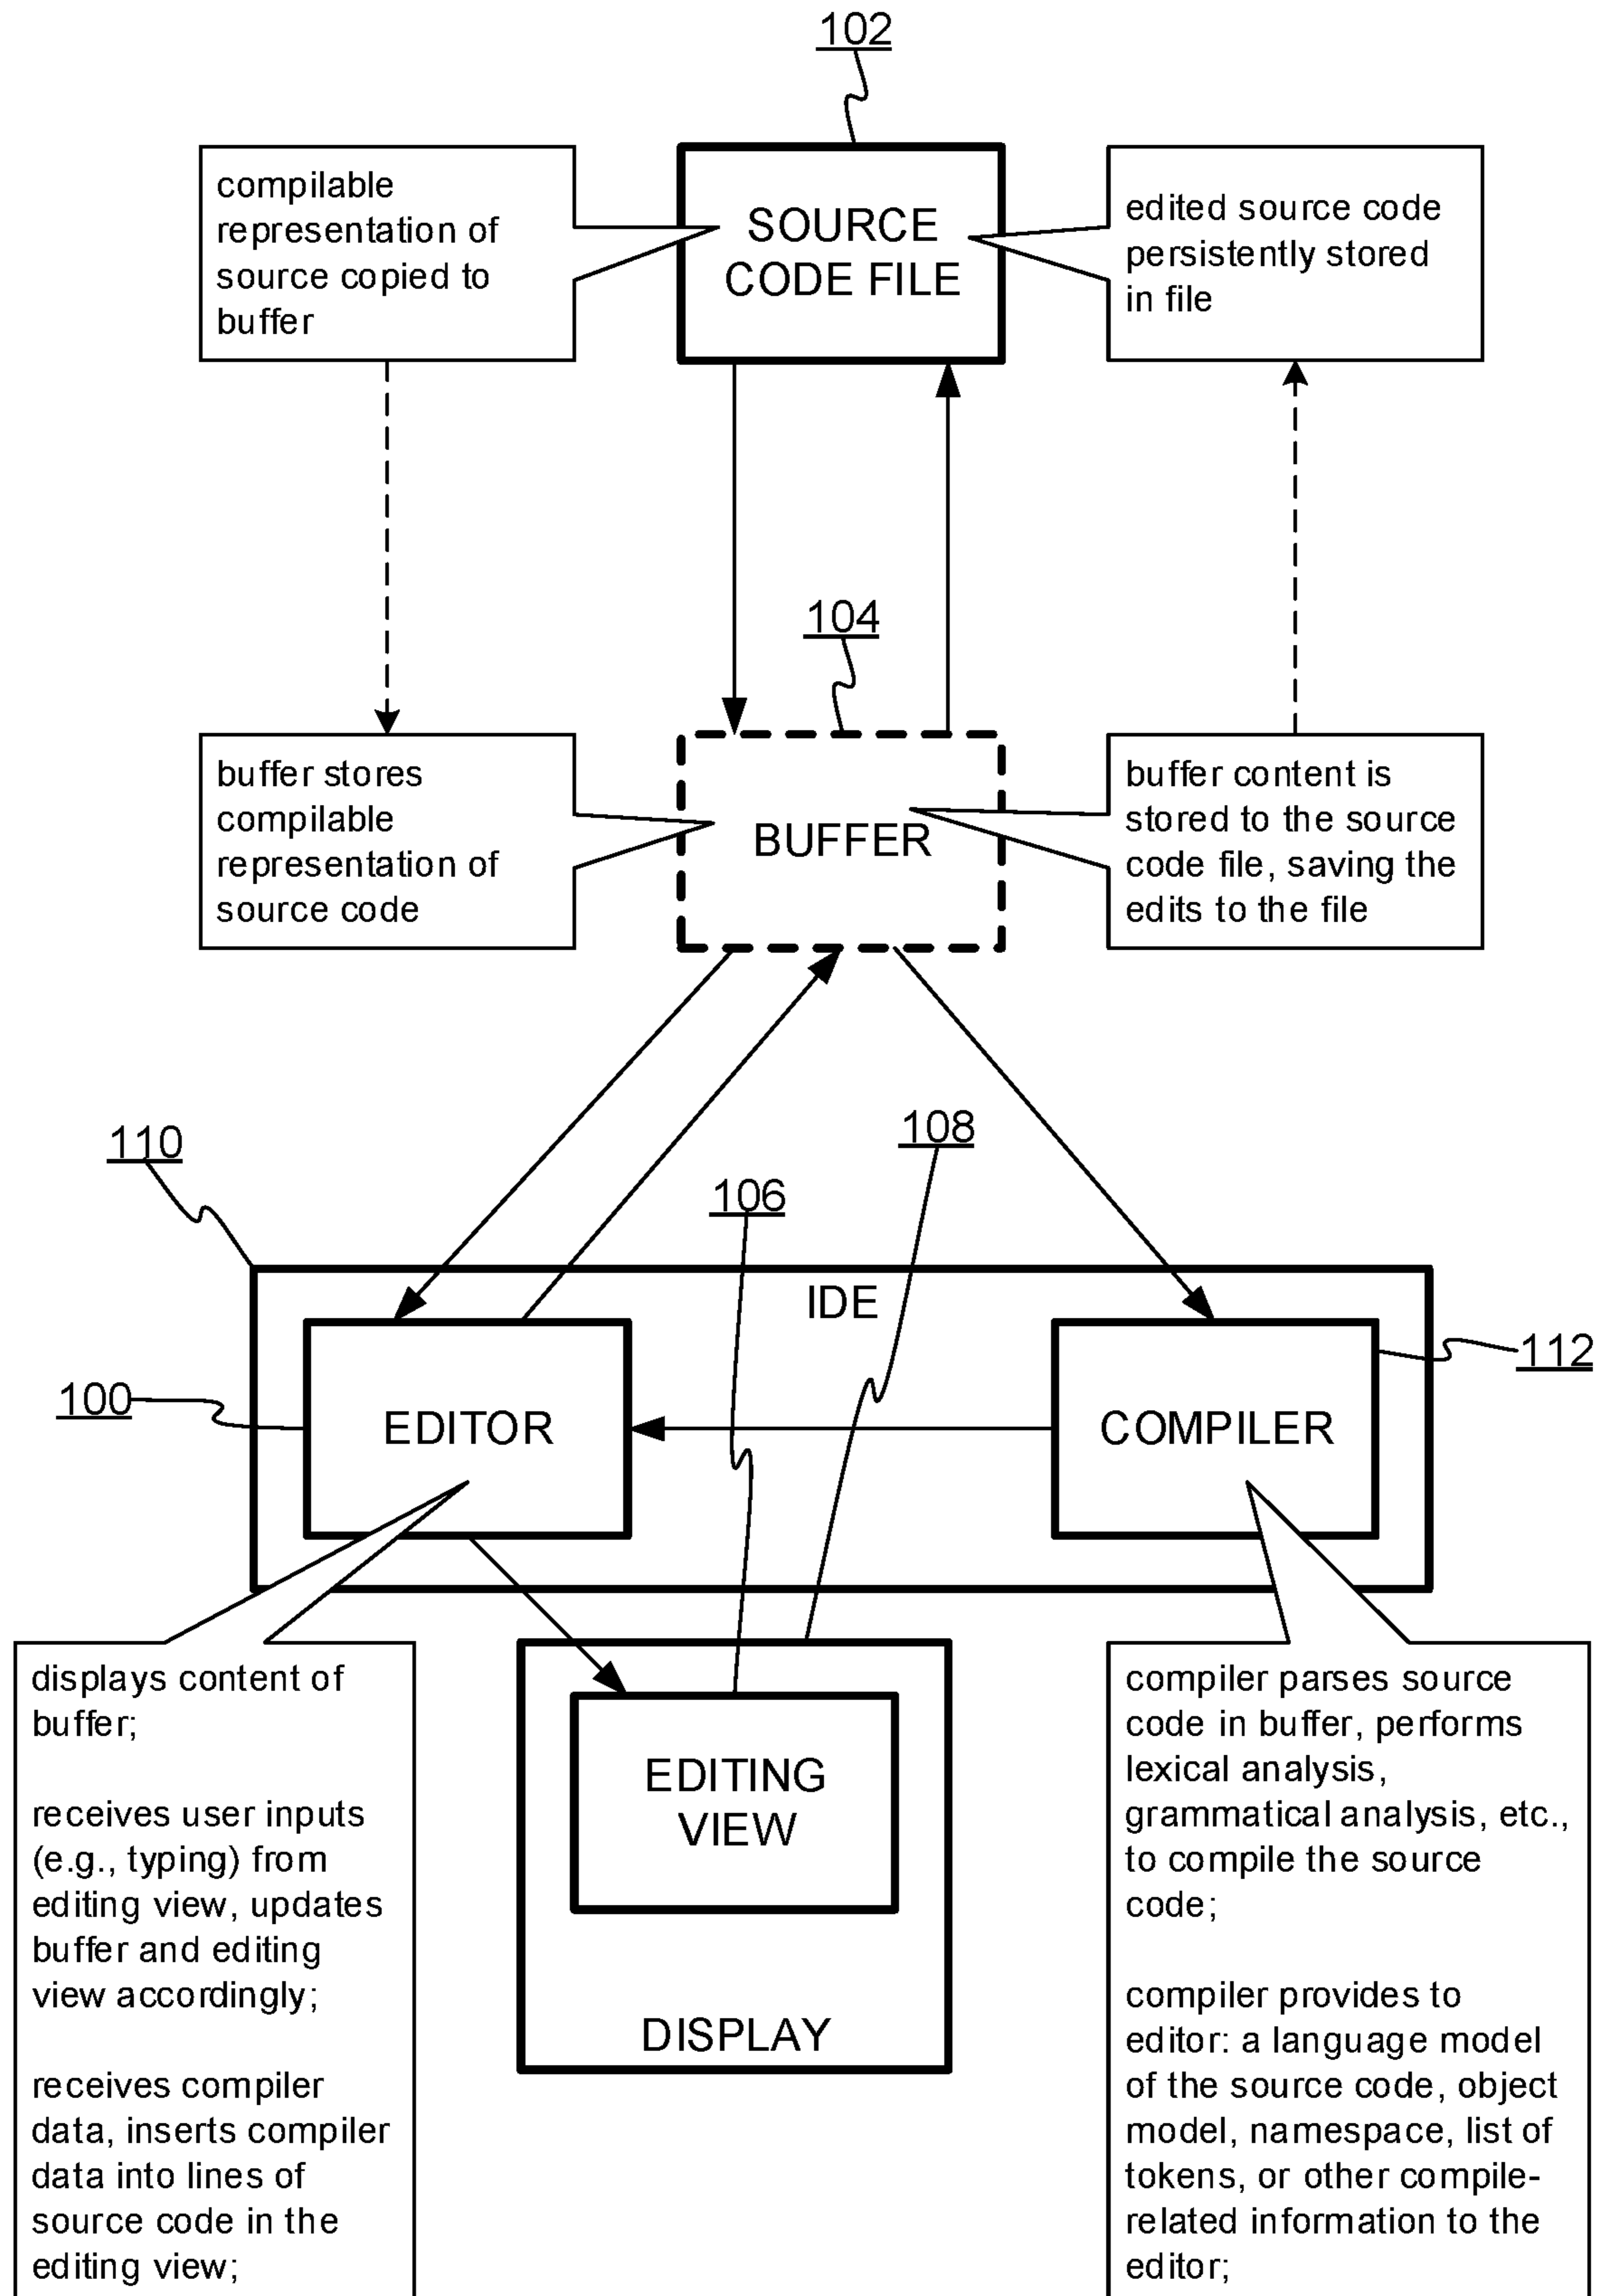 102
compilable
representation of
source copied to
buffer
SOURCE
CODE FILE
edited source code
persistently stored
in file
104
buffer stores
compilable
representation of
source code
BUFFER
buffer content is
stored to the source
code file, saving the
edits to the file
110
108
106
IDE
112
100
EDITOR
COMPILER
displays content of
buffer;
receives user inputs
(e.g., typing) from
editing view, updates
buffer and editing
view accordingly;
receives compiler
data, inserts compiler
data into lines of
source code in the
editing view;
EDITING
VIEW
DISPLAY
compiler parses source
code in buffer, performs
lexical analysis,
grammatical analysis, etc.,
to compile the source
code;
compiler provides to
editor: a language model
of the source code, object
model, namespace, list of
tokens, or other compile-
related information to the
editor;